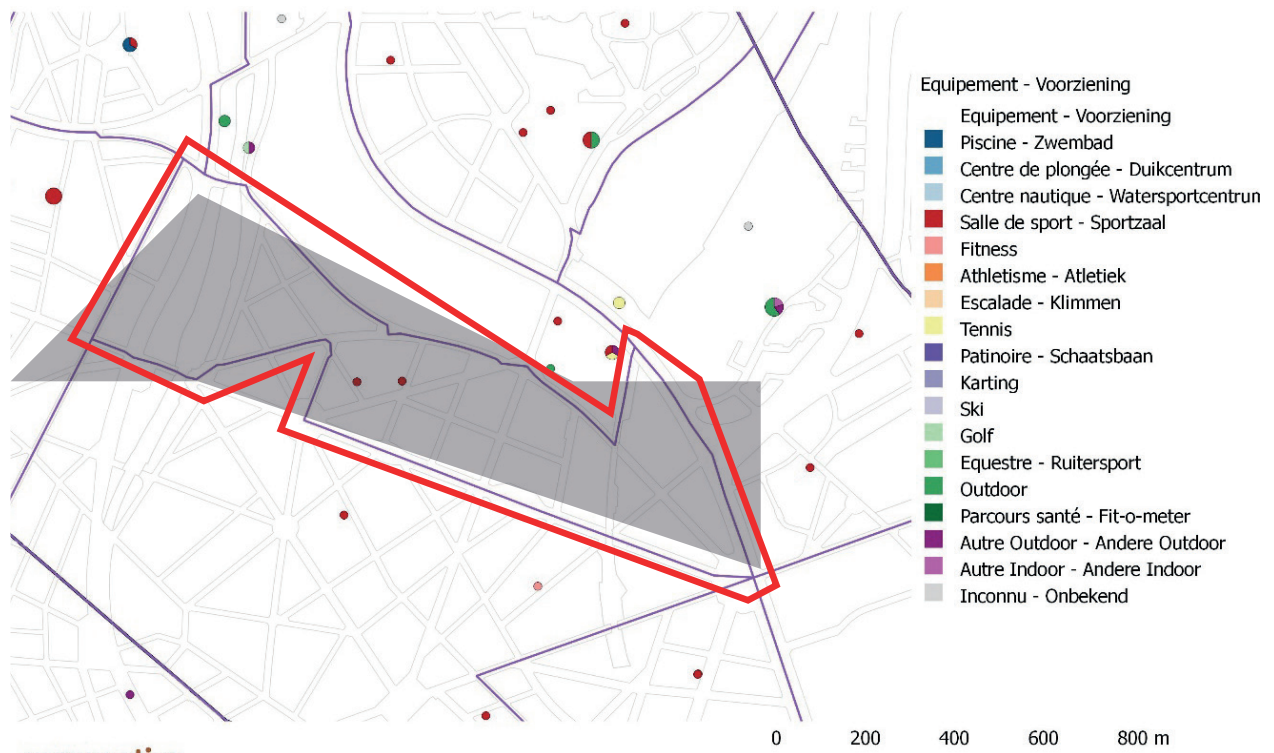 Equipement - Voorziening
Equipement - Voorziening
Piscine - Zwembad
Centre de plongée - Duikcentrum
Centre nautique - Watersportcentrun
Salle de sport - Sportzaal
Fitness
Athletisme - Atletiek
Escalade - Klimmen
Tennis
Patinoire - Schaatsbaan
Karting
Ski
Golf
Equestre - Ruitersport
Outdoor
Parcours santé - Fit-o-meter
Autre Outdoor - Andere Outdoor
Autre Indoor - Andere Indoor
Inconnu - Onbekend
0 200 400 600 800 m